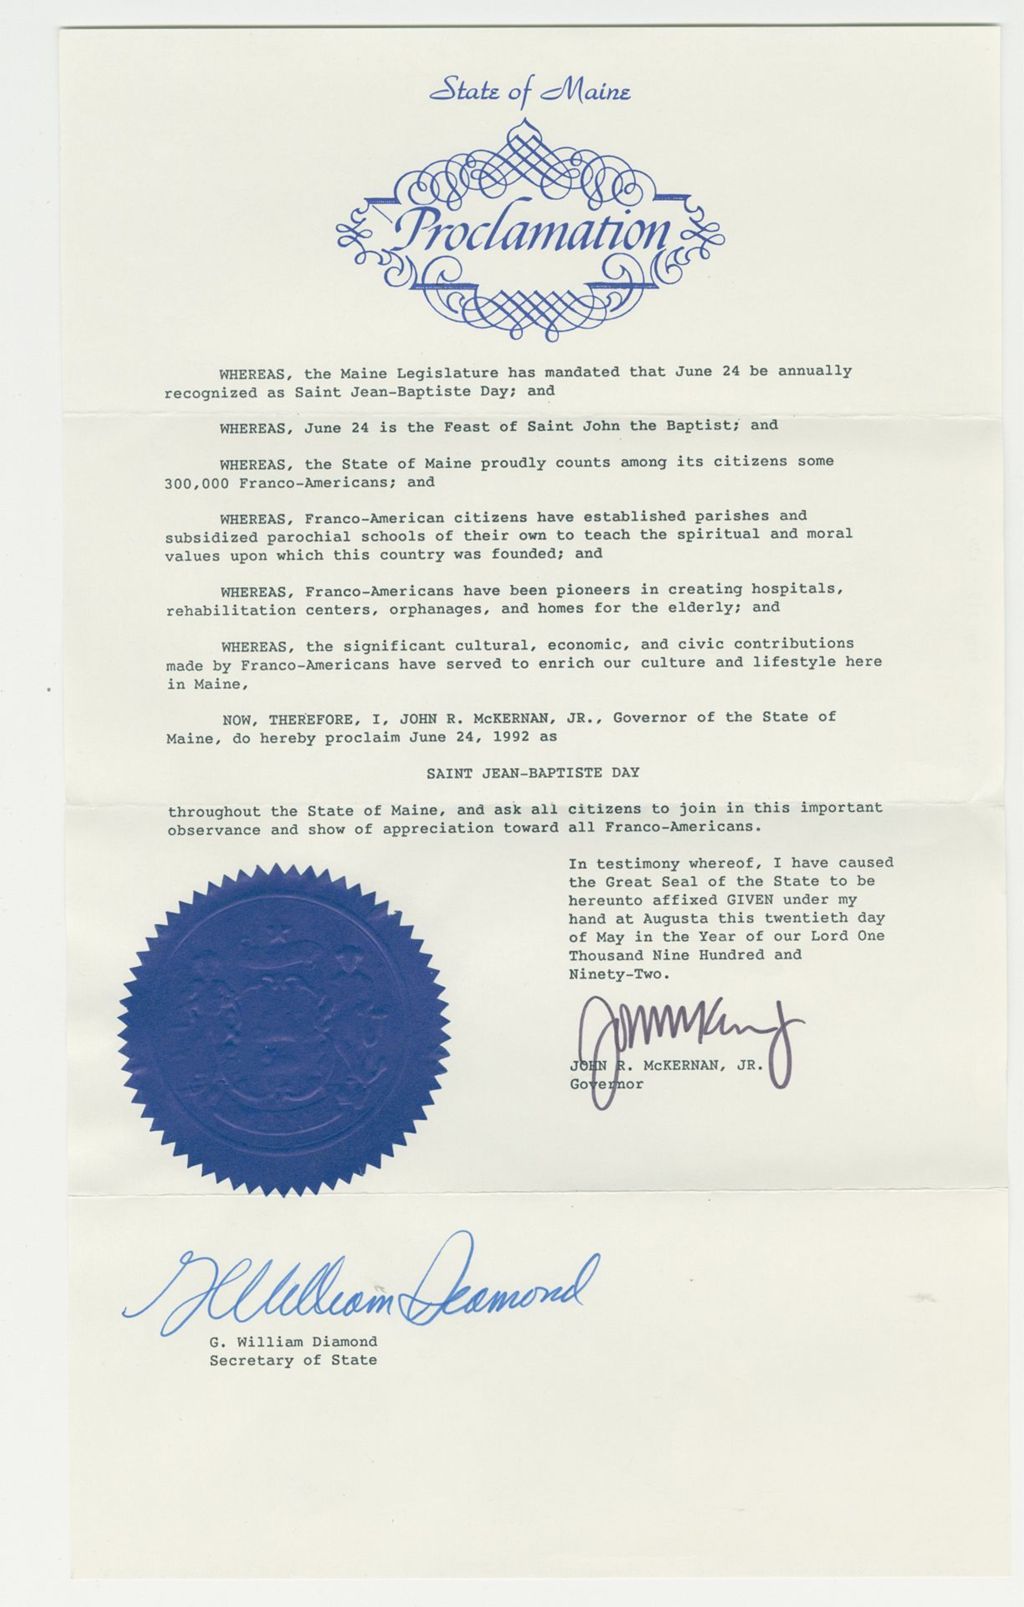 State of Maine
Proclamation
WHEREAS, the Maine Legislature has mandated that June 24 be annually
recognized as Saint Jean-Baptiste Day; and
WHEREAS, June 24 is the Feast of Saint John the Baptist; and
WHEREAS, the State of Maine proudly counts among its citizens some
300,000 Franco-Americans; and
WHEREAS, Franco-American citizens have established parishes and
subsidized parochial schools of their own to teach the spiritual and moral
values upon which this country was founded; and
WHEREAS, Franco-Americans have been pioneers in creating hospitals,
rehabilitation centers, orphanages, and homes for the elderly; and
WHEREAS, the significant cultural, economic, and civic contributions
made by Franco-Americans have served to enrich our culture and lifestyle here
in Maine,
NOW, THEREFORE, I, JOHN R. McKERNAN, JR., Governor of the State of
Maine, do hereby proclaim June 24, 1992 as
SAINT JEAN-BAPTISTE DAY
throughout the State of Maine, and ask all citizens to join in this important
observance and show of appreciation toward all Franco-Americans.
In testimony whereof, I have caused
the Great Seal of the State to be
hereunto affixed GIVEN under my
hand at Augusta this twentieth day
of May in the Year of our Lord One
Thousand Nine Hundred and
Ninety-Two.
JOHN R. McKERNAN, JR.
Governor
G William Diamond
G. William Diamond
Secretary of State